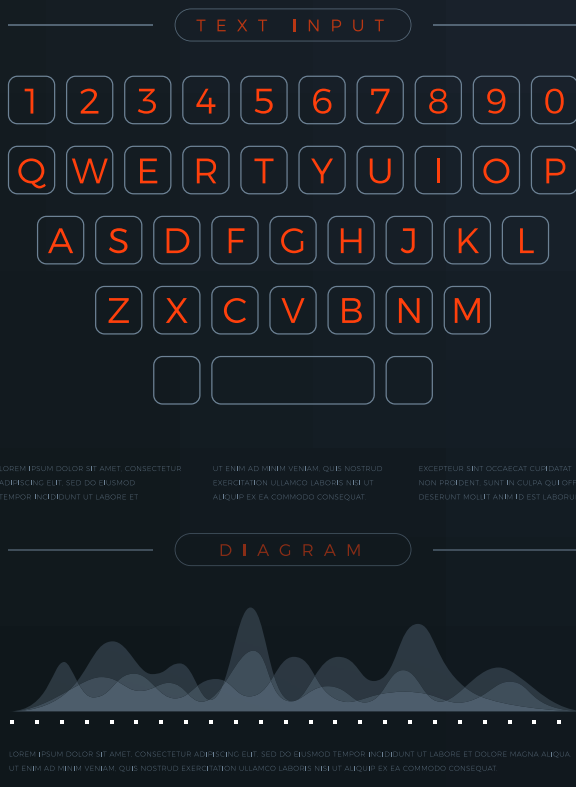 TEXT INPUT
1 2 3 4 5 6 7 8 9 0
Q W E R T Y U I O P
A S D F G H J K L
Z X C V B N M
LOREM IPSUM DOLOR SIT AMET, CONSECTETUR
ADIPISCING ELIT, SED DO EIUSMOD
TEMPOR INCIDIDUNT UT LABORE ET
UT ENIM AD MINIM VENIAM, QUIS NOSTRUD
EXERCITATION ULLAMCO LABORIS NISI UT
ALIQUIP EX EA COMMODO CONSEQUAT.
EXCEPTEUR SINT OCCAECAT CUPIDATAT
NON PROIDENT, SUNT IN CULPA QUI OFF
DESERUNT MOLLIT ANIM ID EST LABORU
DIAGRAM
LOREM IPSUM DOLOR SIT AMET, CONSECTETUR ADIPISCING ELIT, SED DO EIUSMOD TEMPOR INCIDIDUNT UT LABORE ET DOLORE MAGNA ALIQUA.
UT ENIM AD MINIM VENIAM, QUIS NOSTRUD EXERCITATION ULLAMCO LABORIS NISI UT ALIQUIP EX EA COMMODO CONSEQUAT.